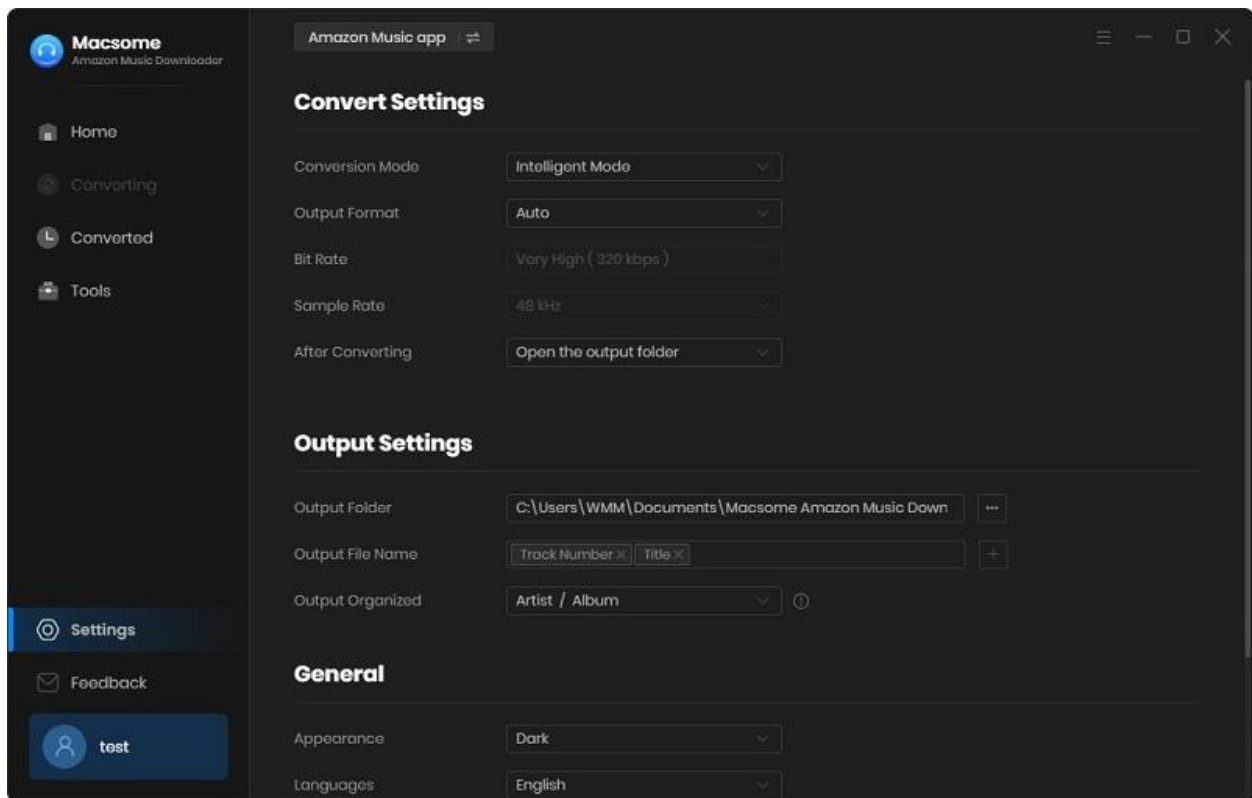 Macsome
Amazon Music Downloader
Home
Converting
Converted
Tools
Settings
Feedback
test
Amazon Music app
Convert Settings
Conversion Mode Intelligent Mode
Output Format Auto
Bit Rate Very High ( 320 kbps )
Sample Rate 48 kHz
After Converting Open the output folder
Output Settings
Output Folder C:\Users\WMM\Documents\Macsome Amazon Music Down ...
Output File Name Track Number × Title × +
Output Organized Artist / Album
General
Appearance Dark
Languages English